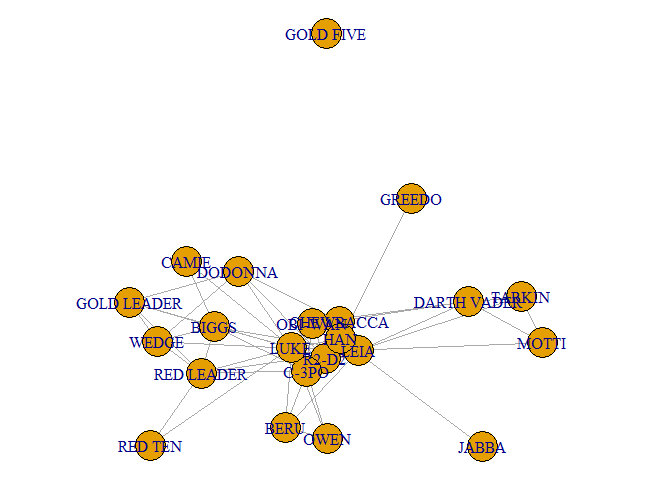 GOLD FIVE
GREEDO
CAMIE
DODONNA
GOLD LEADER
DARTH VADER
TARKIN
CHEWBACCA
OBI-WAN
BIGGS
WEDGE
HAN
MOTTI
LUKE
LEIA
R2-D2
RED LEADER
C-3PO
BERU
OWEN
RED TEN
JABBA